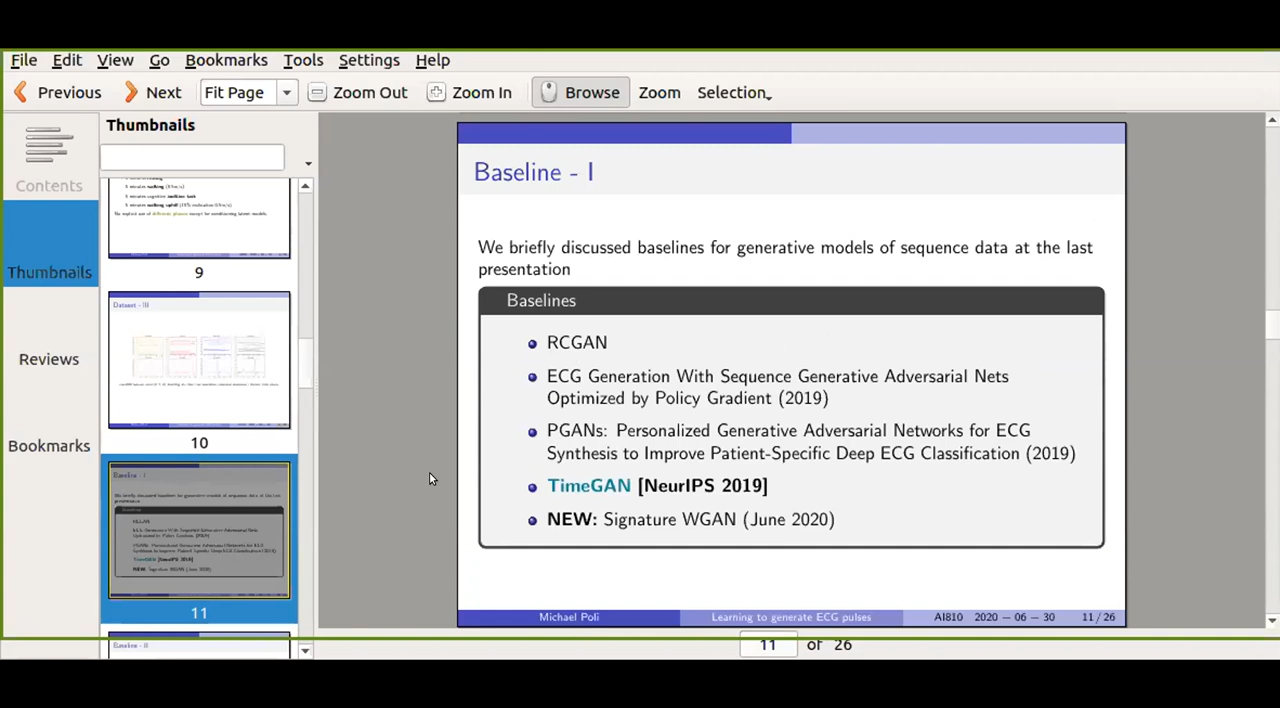 File Edit View Go Bookmarks Tools Settings Help
Previous Next Fit Page Zoom Out Zoom In Browse Zoom Selection
Contents
Thumbnails
Reviews
Bookmarks
Thumbnails
9
Dataset - III
10
Baseline - I
11
Baseline - II
Baseline - I
We briefly discussed baselines for generative models of sequence data at the last
presentation
Baselines
RCGAN
ECG Generation With Sequence Generative Adversarial Nets
Optimized by Policy Gradient (2019)
PGANs: Personalized Generative Adversarial Networks for ECG
Synthesis to Improve Patient-Specific Deep ECG Classification (2019)
TimeGAN [NeurIPS 2019]
NEW: Signature WGAN (June 2020)
Michael Poli Learning to generate ECG pulses AI810 2020 — 06 — 30 11 / 26
11 of 26